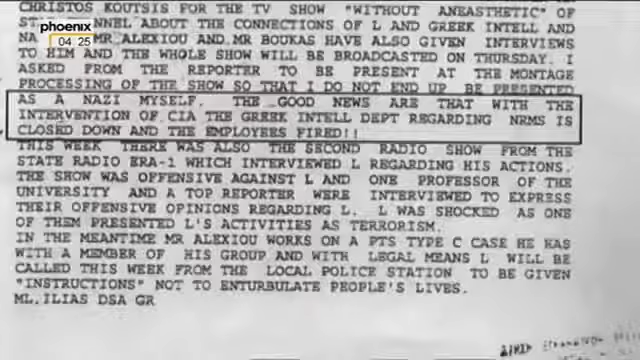 CHRISTOS KOUTSIS FOR THE TV SHOW "WITHOUT ANEASTHETIC" OF
phoenix
04:25
ST NNEL ABOUT THE CONNECTIONS OF L AND GREEK INTELL AND
NA MR ALEXIOU AND MR BOUKAS HAVE ALSO GIVEN INTERVIEWS
TO HIM AND THE WHOLE SHOW WILL BE BROADCASTED ON THURSDAY. I
ASKED FROM THE REPORTER TO BE PRESENT AT THE MONTAGE
PROCESSING OF THE SHOW SO THAT I DO NOT END UP BE PRESENTED
AS A NAZI MYSELF. THE GOOD NEWS ARE THAT WITH THE
INTERVENTION OF CIA THE GREEK INTELL DEPT REGARDING NRMS IS
CLOSED DOWN AND THE EMPLOYEES FIRED!!
THIS WEEK THERE WAS ALSO THE SECOND RADIO SHOW FROM THE
STATE RADIO ERA-1 WHICH INTERVIEWED L REGARDING HIS ACTIONS.
THE SHOW WAS OFFENSIVE AGAINST L AND ONE PROFESSOR OF THE
UNIVERSITY AND A TOP REPORTER WERE INTERVIEWED TO EXPRESS
THEIR OFFENSIVE OPINIONS REGARDING L. L WAS SHOCKED AS ONE
OF THEM PRESENTED L'S ACTIVITIES AS TERRORISM.
IN THE MEANTIME MR ALEXIOU WORKS ON A PTS TYPE C CASE HE HAS
WITH A MEMBER OF HIS GROUP AND WITH LEGAL MEANS L WILL BE
CALLED THIS WEEK FROM THE LOCAL POLICE STATION TO BE GIVEN
"INSTRUCTIONS" NOT TO ENTURBULATE PEOPLE'S LIVES.
ML, ILIAS DSA GR